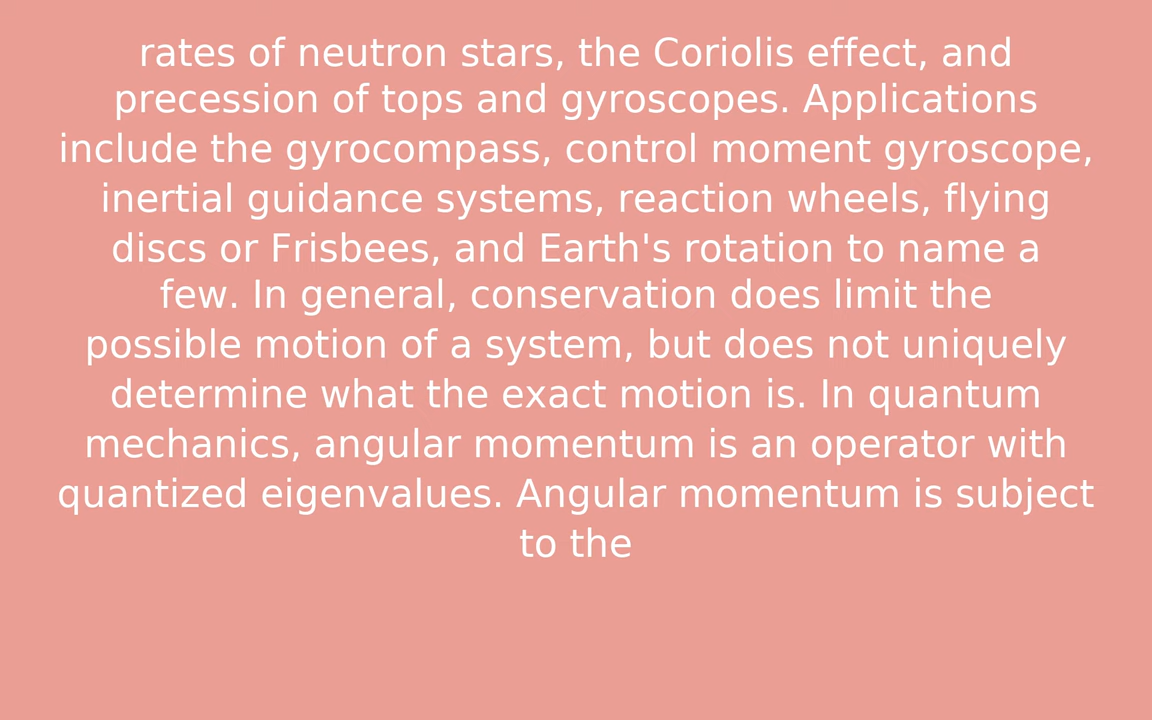 rates of neutron stars, the Coriolis effect, and
precession of tops and gyroscopes. Applications
include the gyrocompass, control moment gyroscope,
inertial guidance systems, reaction wheels, flying
discs or Frisbees, and Earth's rotation to name a
few. In general, conservation does limit the
possible motion of a system, but does not uniquely
determine what the exact motion is. In quantum
mechanics, angular momentum is an operator with
quantized eigenvalues. Angular momentum is subject
to the